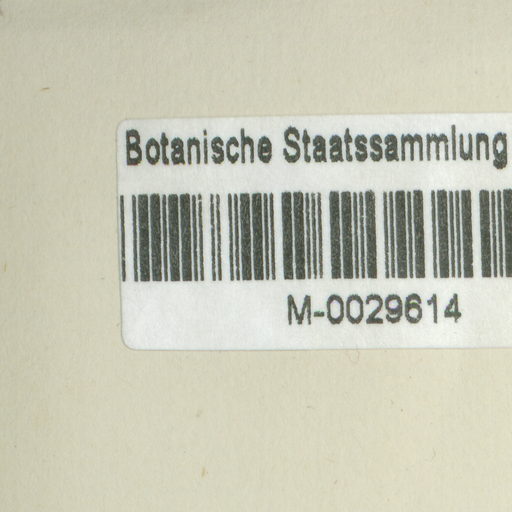 Botanische Staatssammlung
M-0029614